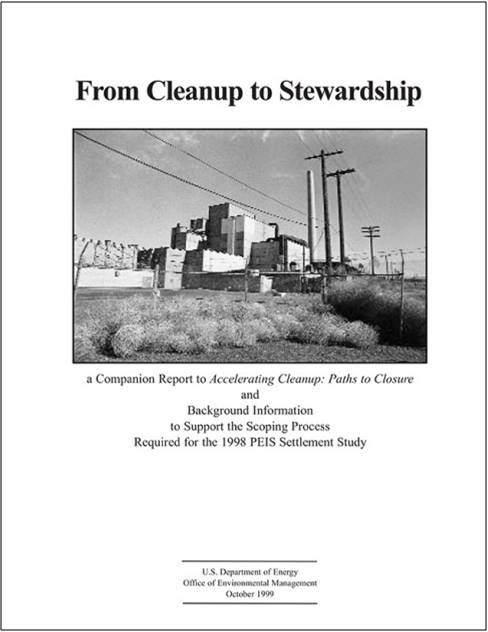 From Cleanup to Stewardship
a Companion Report to Accelerating Cleanup: Paths to Closure
and
Background Information
to Support the Scoping Process
Required for the 1998 PEIS Settlement Study
U.S. Department of Energy
Office of Environmental Management
October 1999